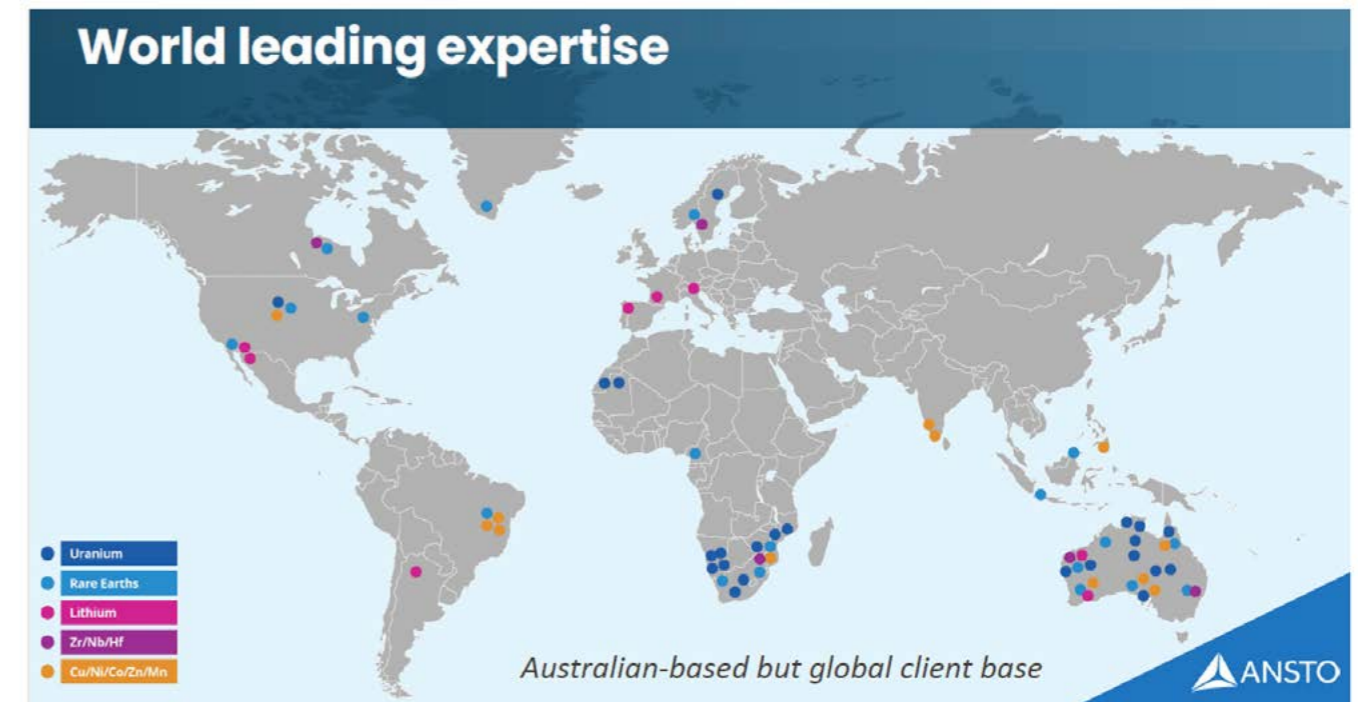 World leading expertise
Uranium
Rare Earths
Lithium
Zr/Nb/Hf
Cu/Ni/Co/Zn/Mn
Australian-based but global client base
ANSTO